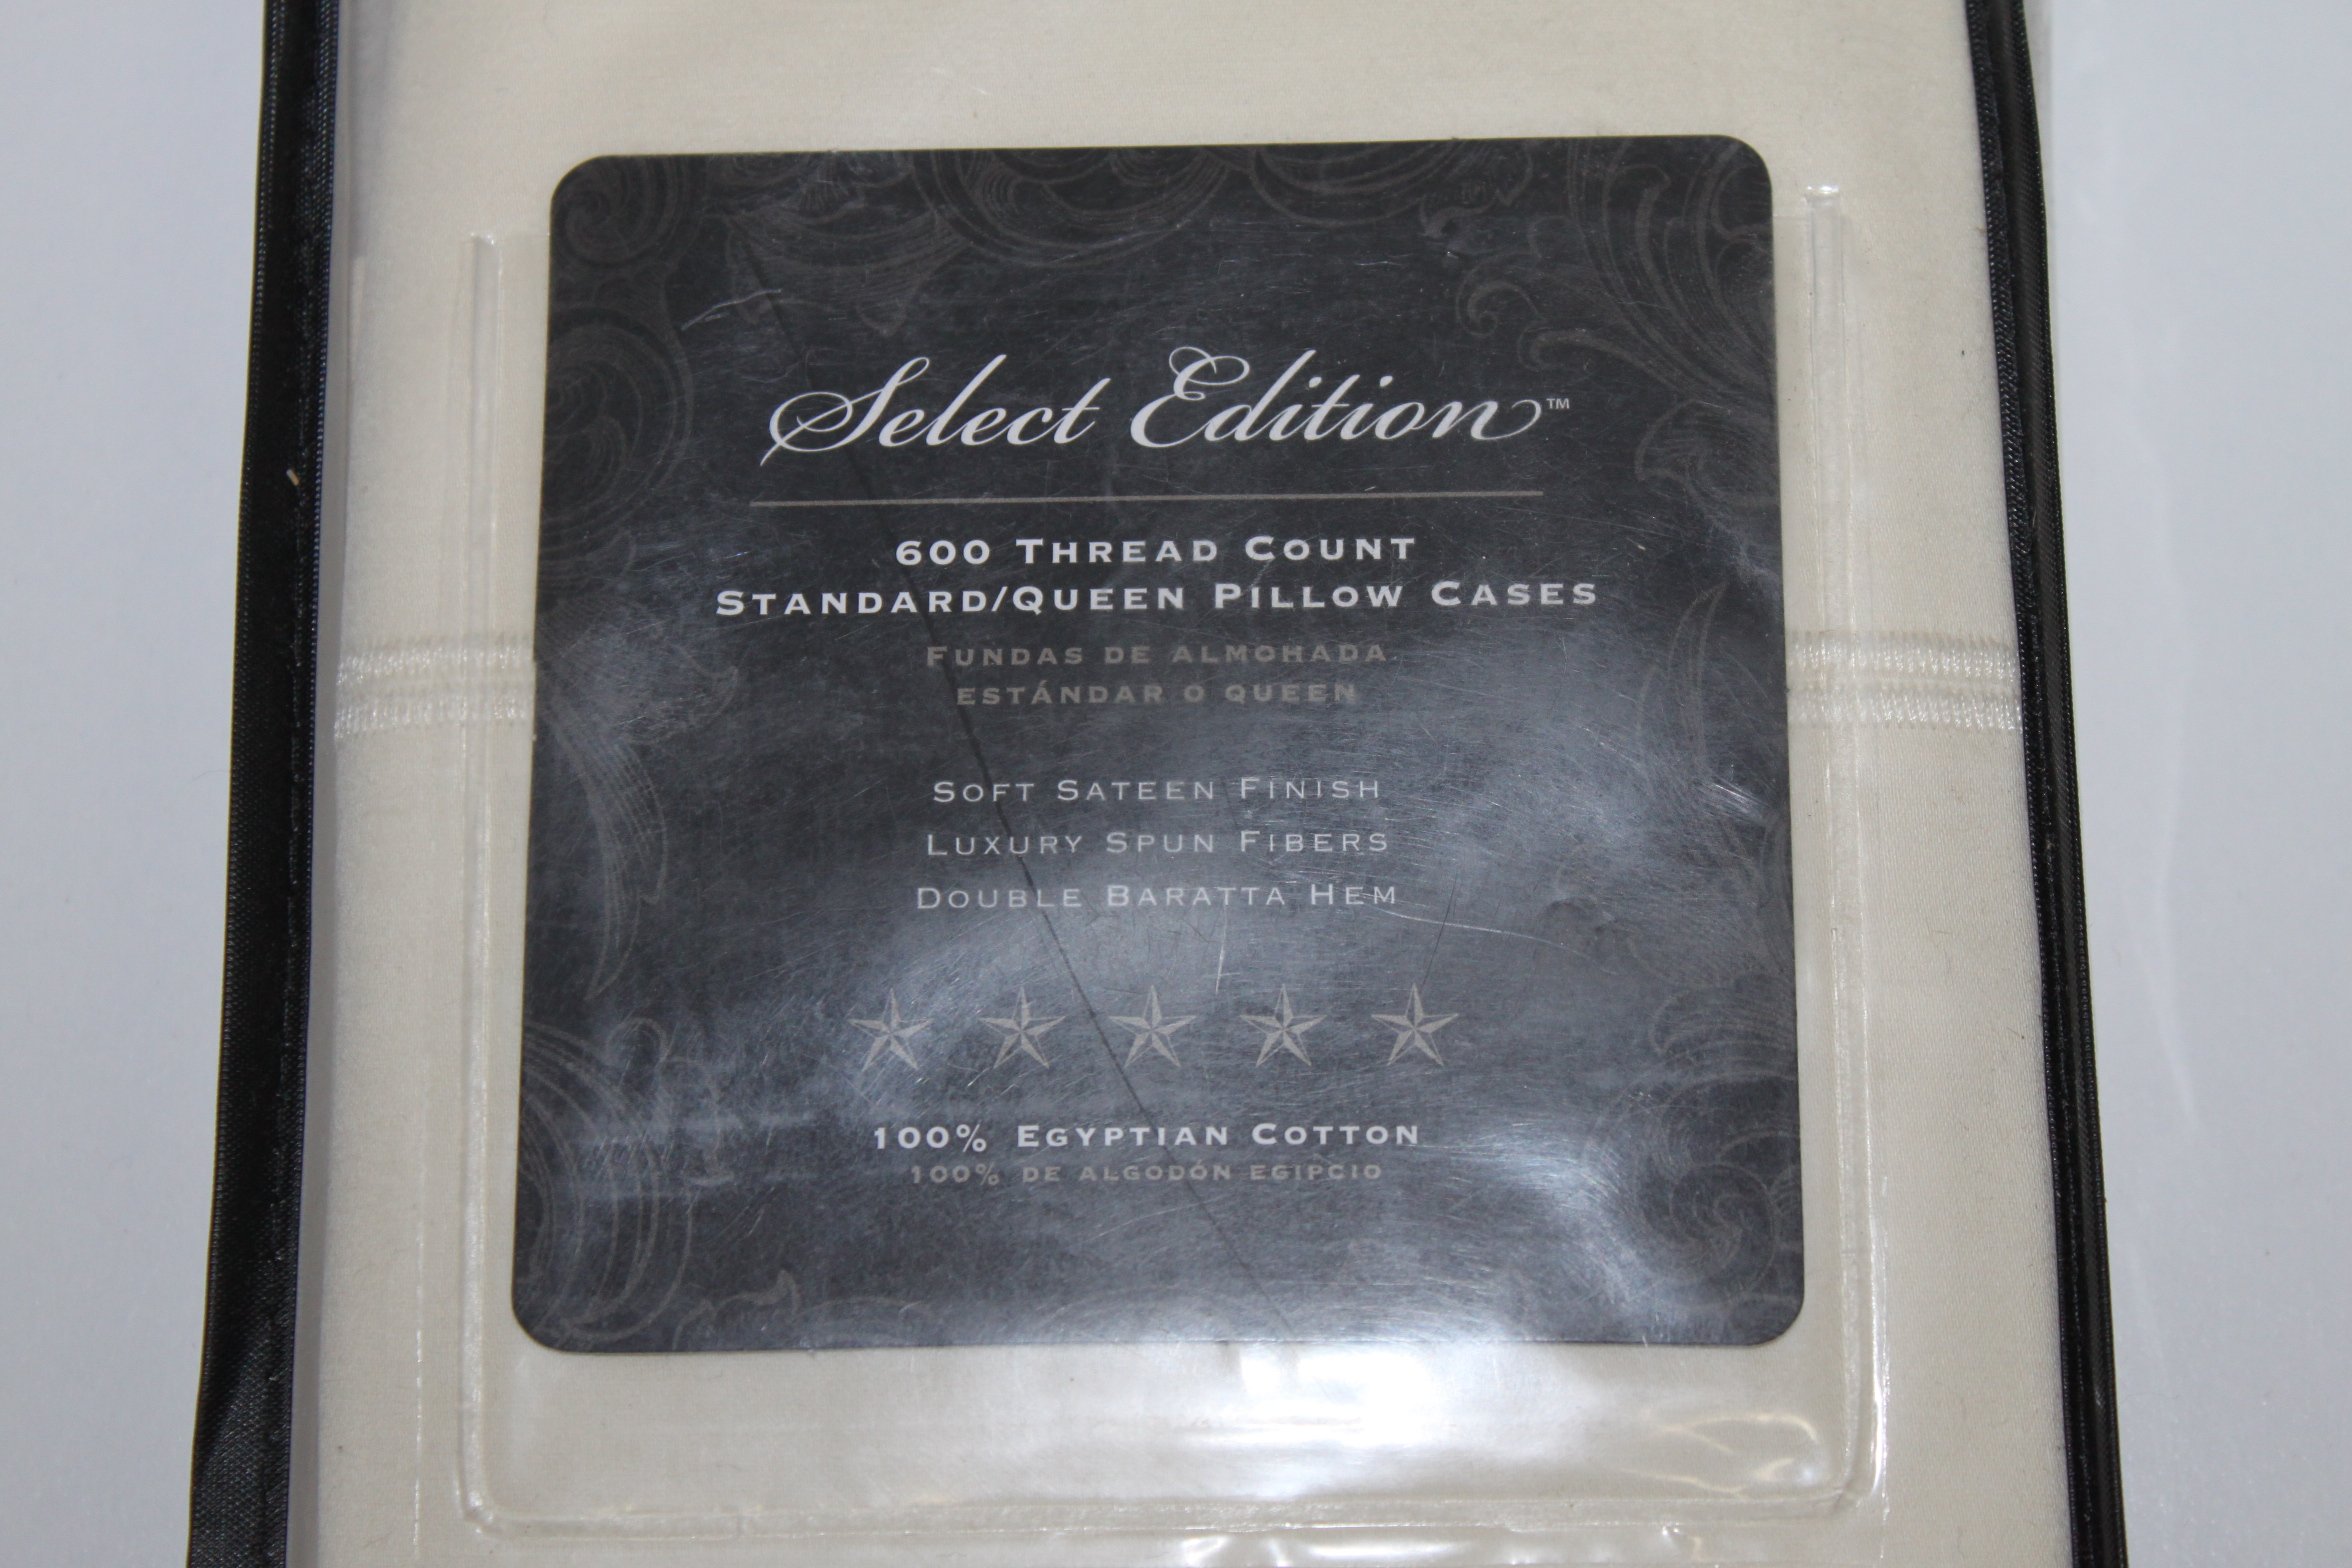 Select Edition™
600 THREAD COUNT
STANDARD/QUEEN PILLOW CASES
FUNDAS DE ALMOHADA
ESTÁNDAR O QUEEN
SOFT SATEEN FINISH
LUXURY SPUN FIBERS
DOUBLE BARATTA HEM
100% EGYPTIAN COTTON
100% DE ALGODÓN EGIPCIO